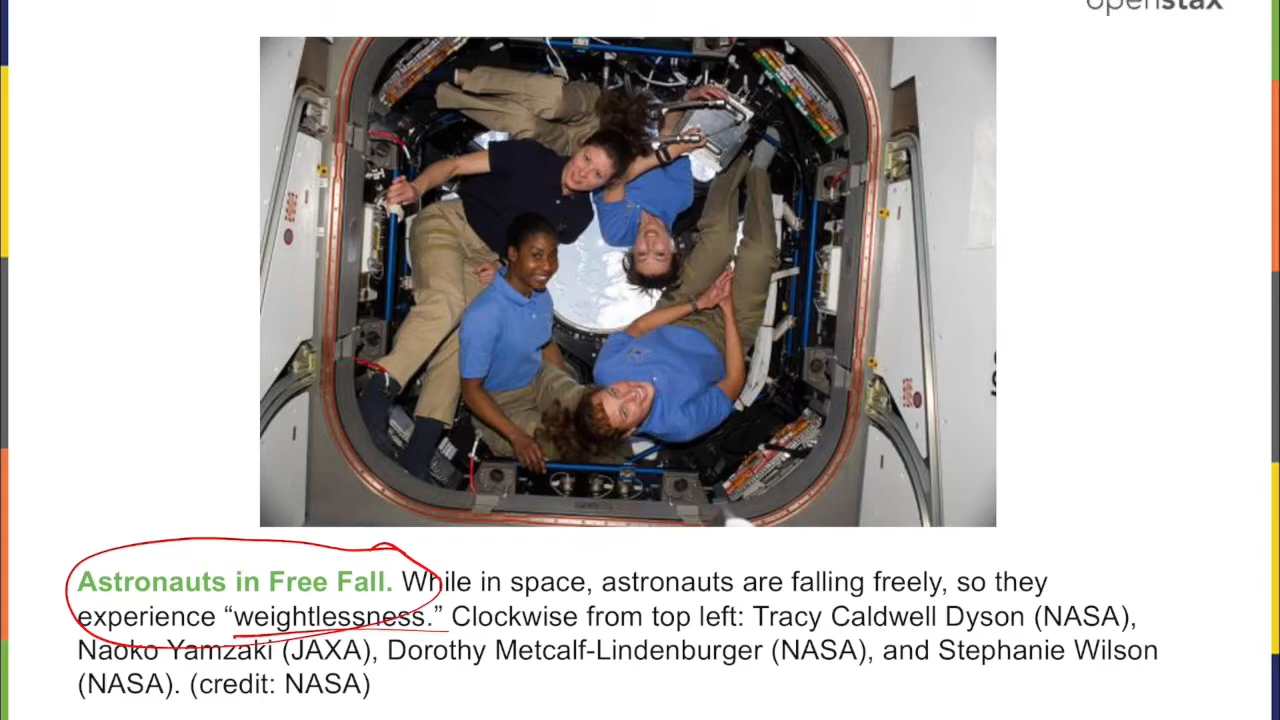 openstax
Astronauts in Free Fall. While in space, astronauts are falling freely, so they
experience “weightlessness.” Clockwise from top left: Tracy Caldwell Dyson (NASA),
Naoko Yamzaki (JAXA), Dorothy Metcalf-Lindenburger (NASA), and Stephanie Wilson
(NASA). (credit: NASA)